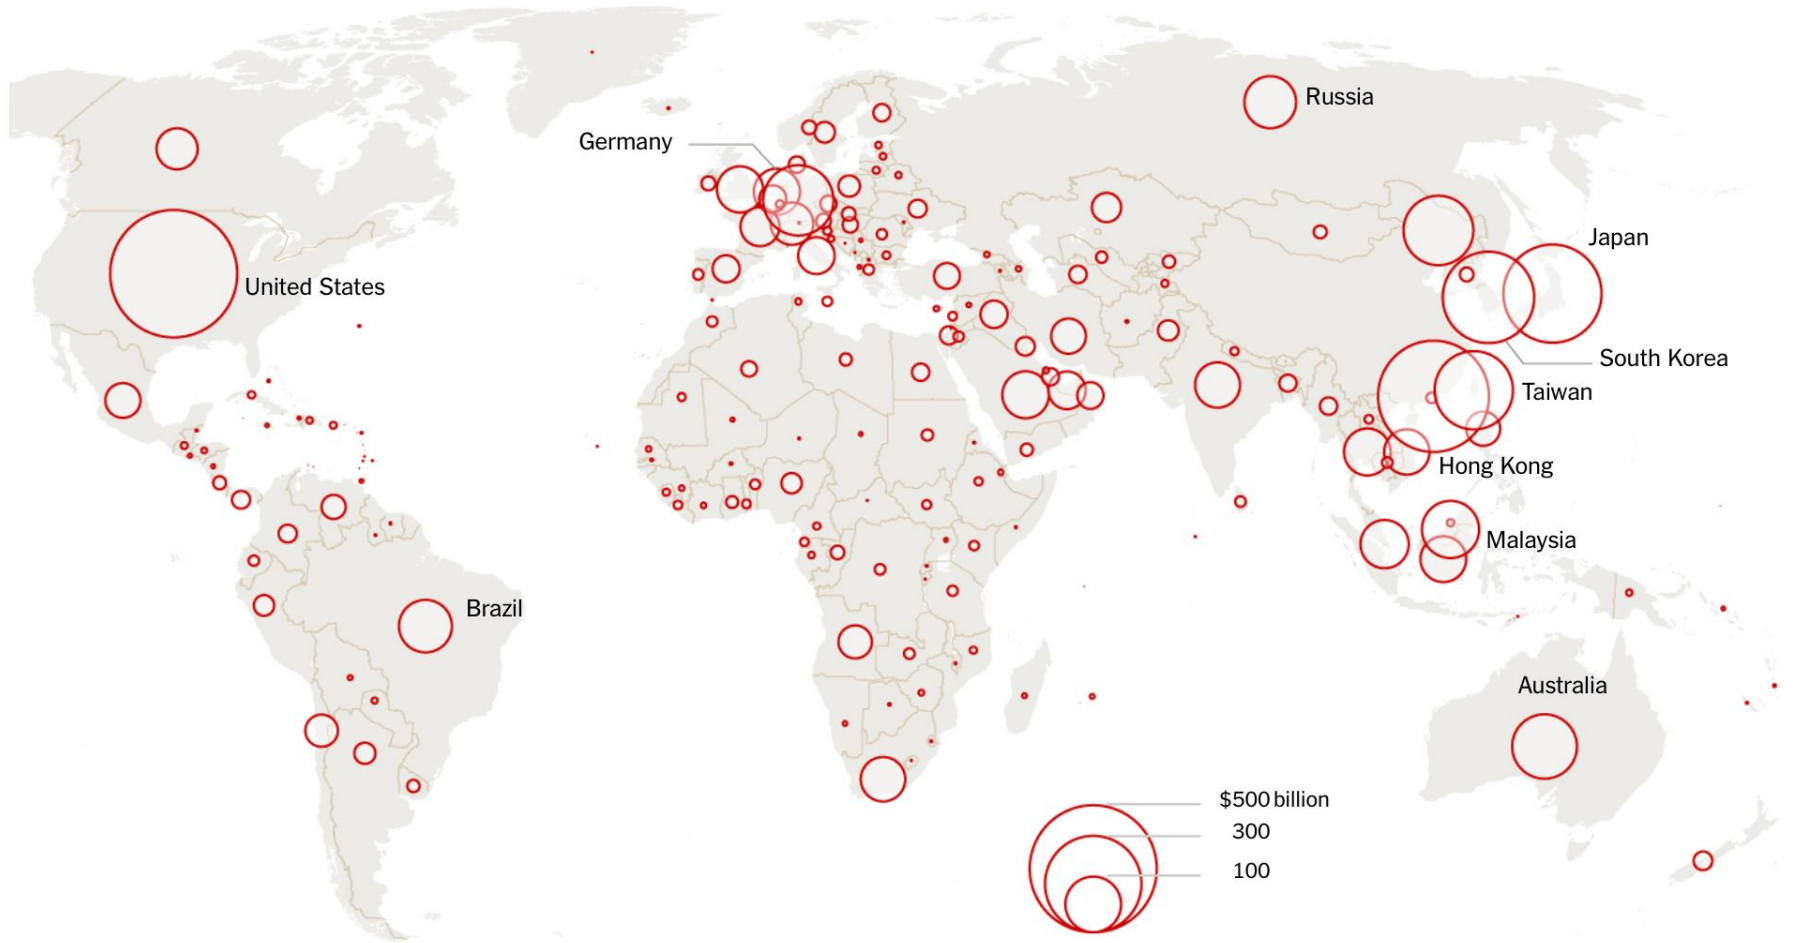 Russia
Germany
Japan
United States
South Korea
Taiwan
Hong Kong
Malaysia
Brazil
Australia
$500 billion
300
100